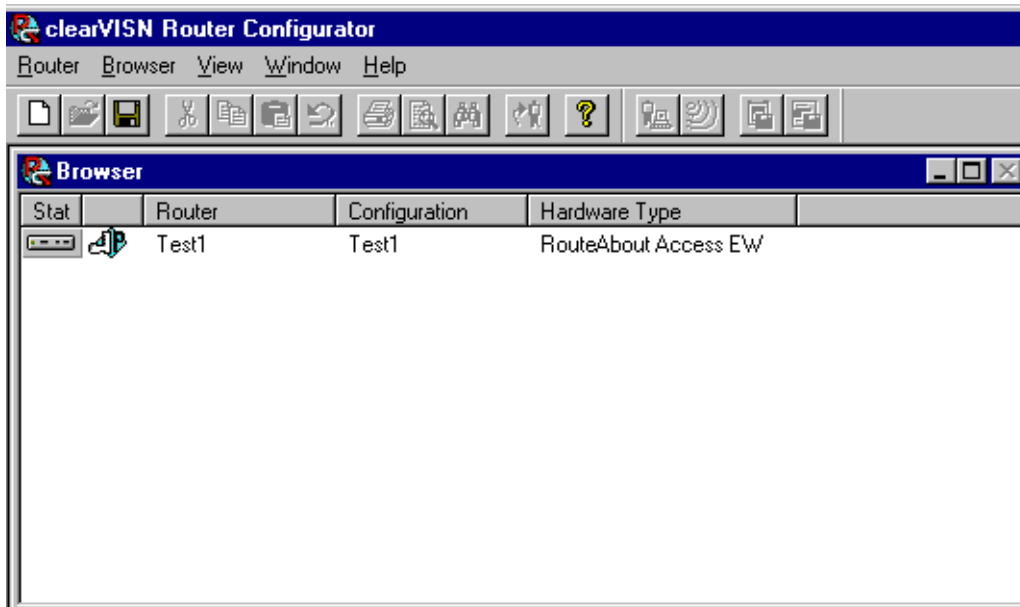 clearVISN Router Configurator
Router Browser View Window Help
Browser
Stat Router Configuration Hardware Type
Test1 Test1 RouteAbout Access EW